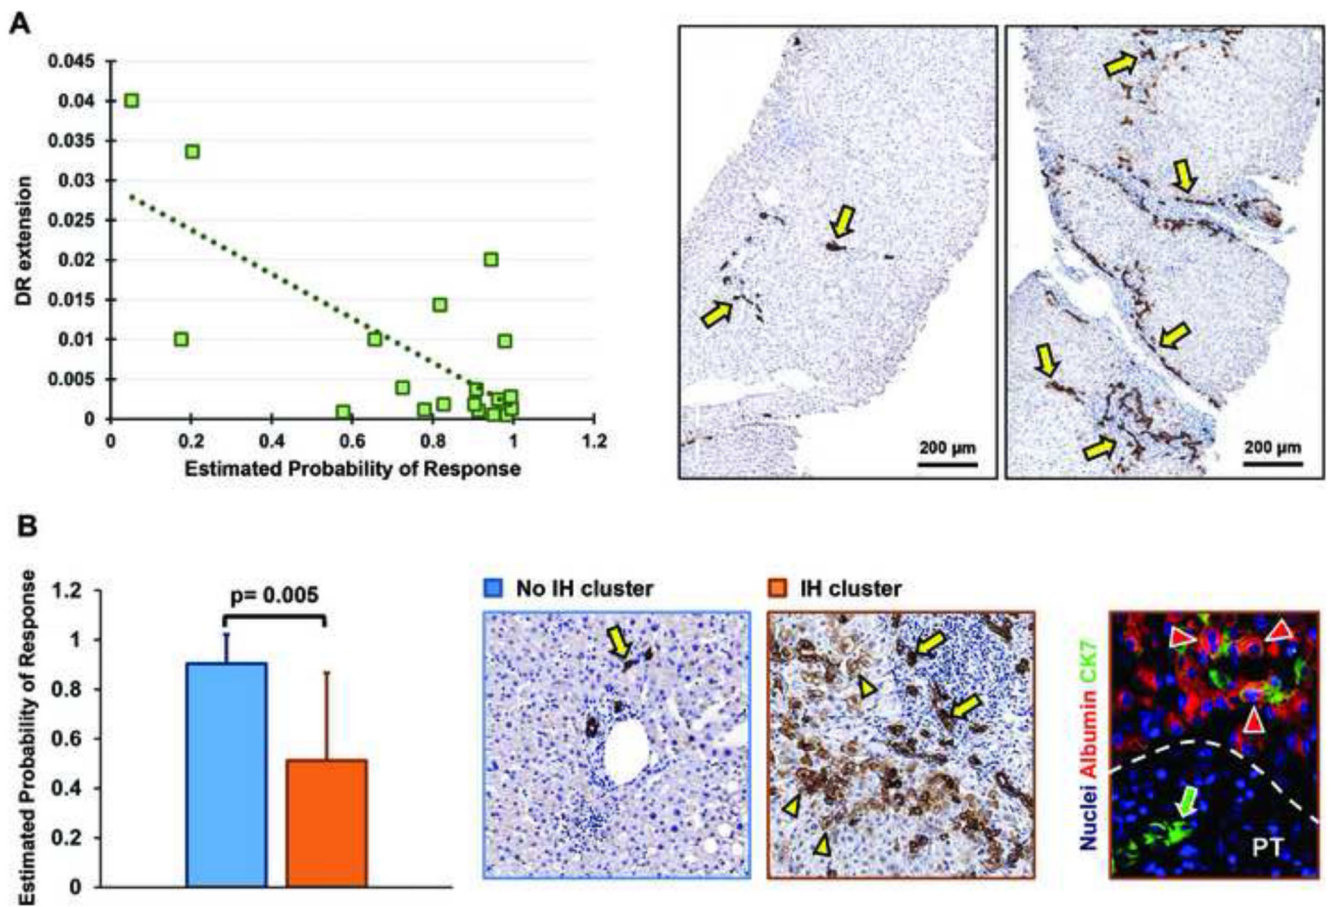 A
0.045
0.04
0.035
0.03
0.025
0.02
0.015
0.01
0.005
0
DR extension
0 0.2 0.4 0.6 0.8 1 1.2
Estimated Probability of Response
200 µm
200 µm
B
Estimated Probability of Response
1.2
1
0.8
0.6
0.4
0.2
0
p= 0.005
No IH cluster
IH cluster
Nuclei Albumin CK7
PT